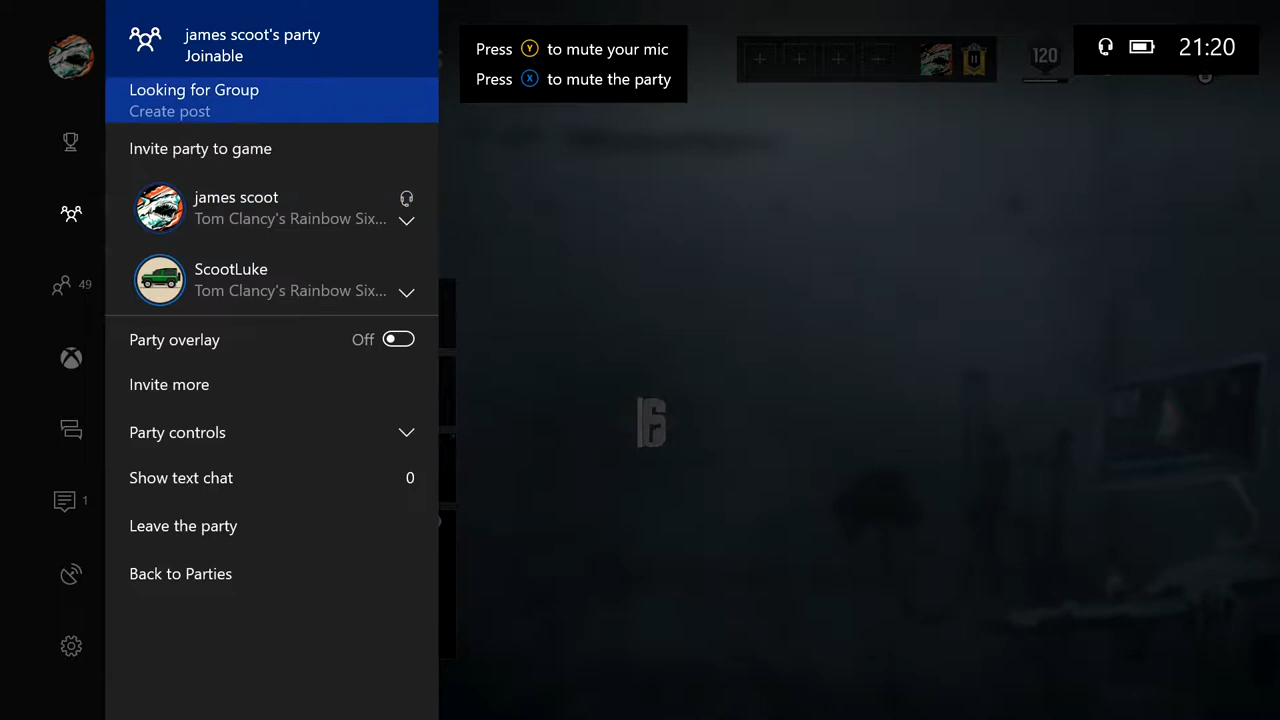 james scoot's party
Joinable
Looking for Group
Create post
Invite party to game
james scoot
Tom Clancy's Rainbow Six...
ScootLuke
Tom Clancy's Rainbow Six...
Party overlay Off
Invite more
Party controls
Show text chat 0
Leave the party
Back to Parties
49
1
Press Y to mute your mic
Press X to mute the party
II
120
21:20
6